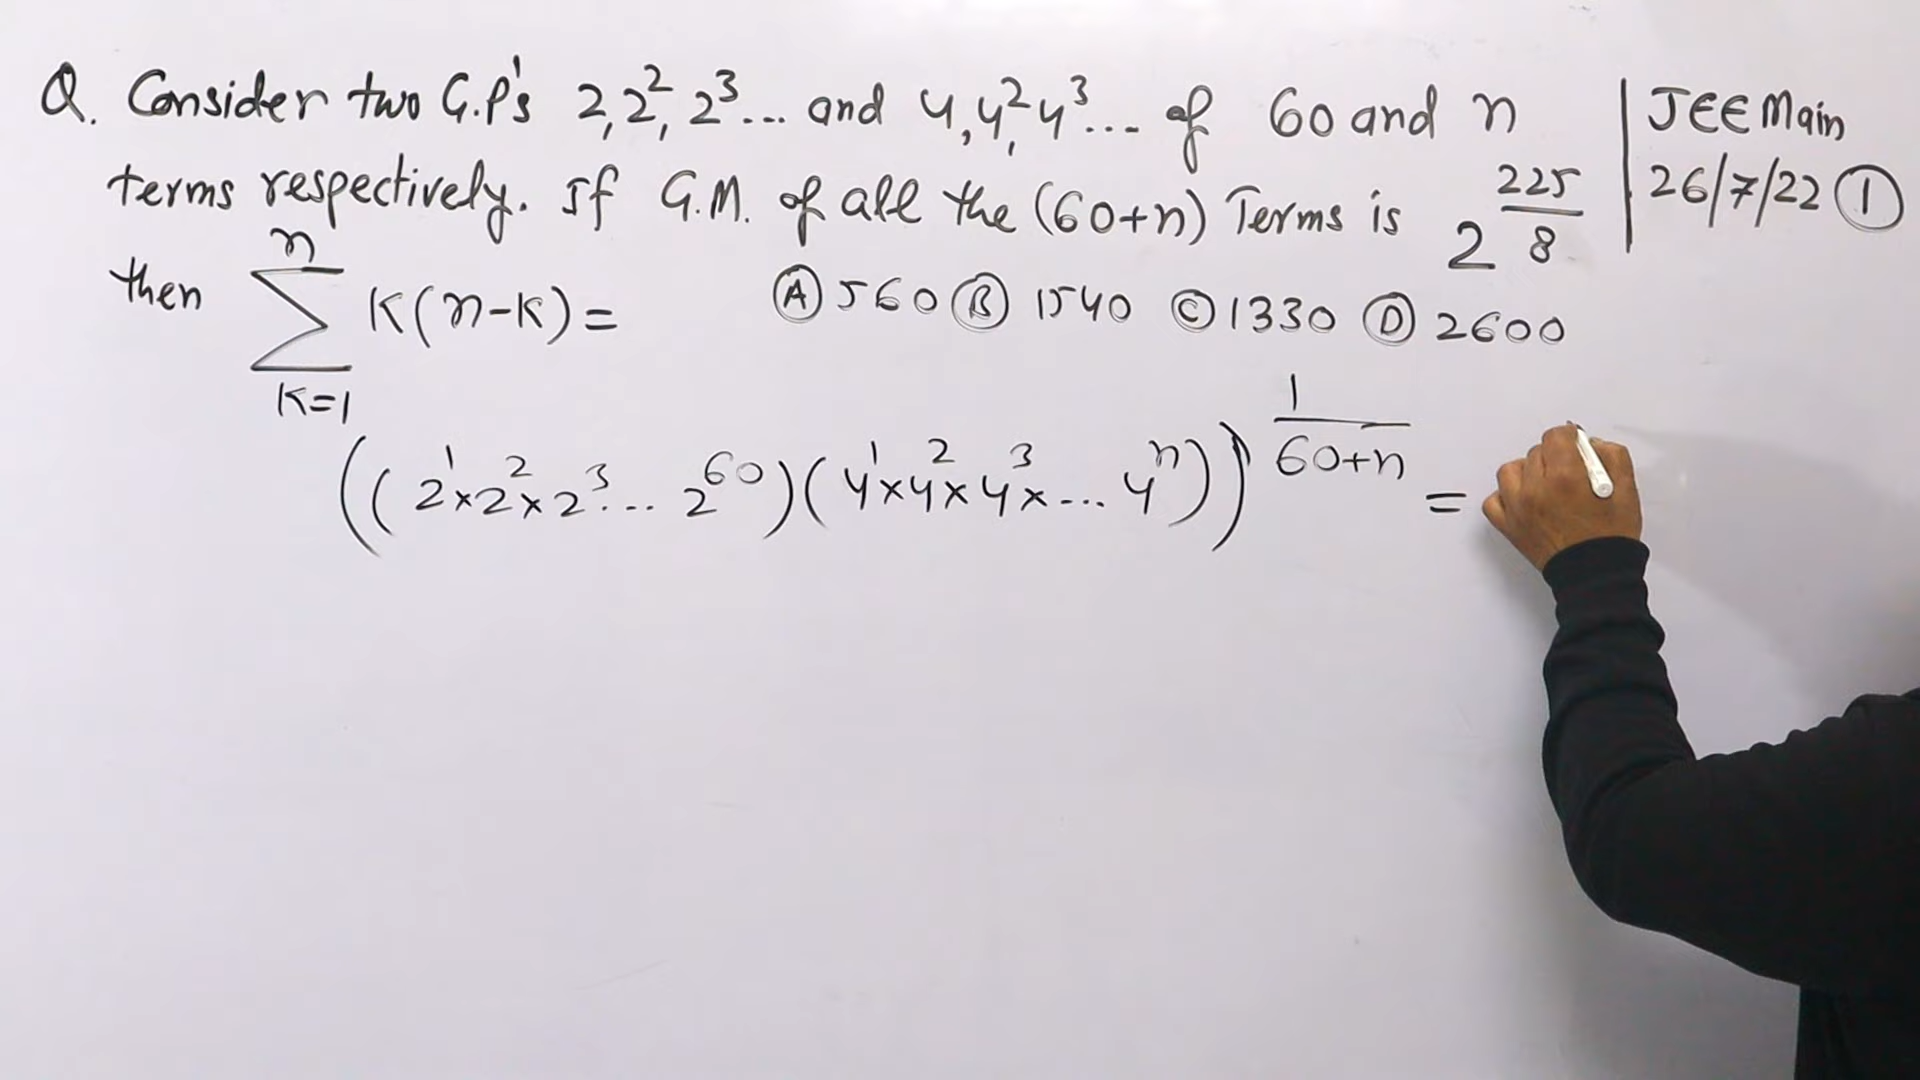 Q. Consider two G.P's 2, 2², 2³... and 4, 4², 4³... of 60 and n
terms respectively. If G.M. of all the (60+n) Terms is 2^(225/8)
then ∑_{K=1}^{n} K(n-K)= Ⓐ 560 Ⓑ 1540 Ⓒ 1330 Ⓓ 2600
JEE Main
26/7/22 ①
((2¹×2²×2³... 2⁶⁰)(4¹×4²×4³×...4ⁿ))^(1/(60+n)) =